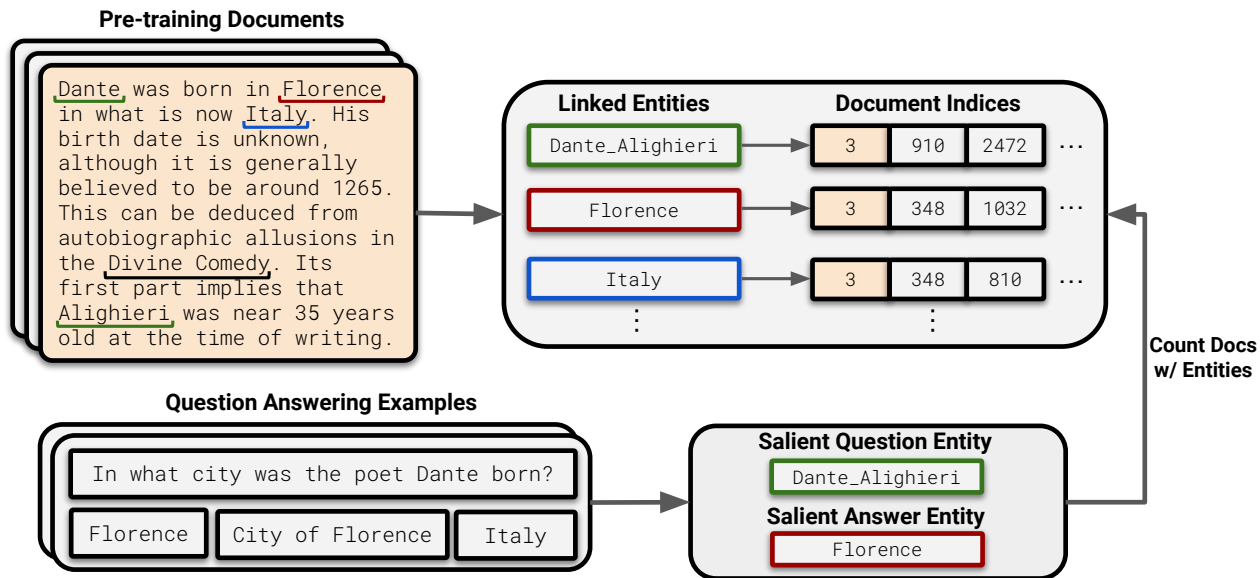 Pre-training Documents
Dante was born in Florence
in what is now Italy. His
birth date is unknown,
although it is generally
believed to be around 1265.
This can be deduced from
autobiographic allusions in
the Divine Comedy. Its
first part implies that
Alighieri was near 35 years
old at the time of writing.
Linked Entities
Document Indices
Dante_Alighieri
3 910 2472 ...
Florence
3 348 1032 ...
Italy
3 348 810 ...
Count Docs
w/ Entities
Question Answering Examples
In what city was the poet Dante born?
Florence
City of Florence
Italy
Salient Question Entity
Dante_Alighieri
Salient Answer Entity
Florence